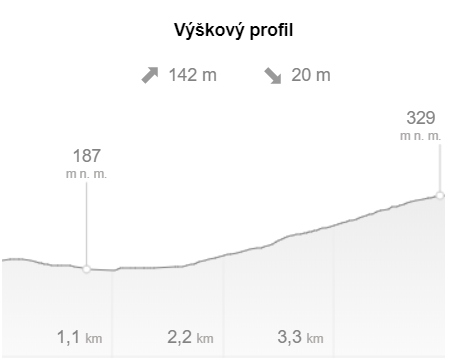 Výškový profil
142 m 20 m
329
m n. m.
187
m n. m.
1,1 km 2,2 km 3,3 km